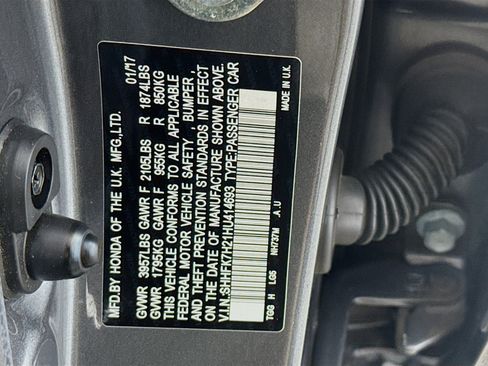 MFD.BY HONDA OF THE U.K. MFG.,LTD. 01/17
GVWR 3957LBS GAWR F 2105LBS R 1874LBS
GVWR 1795KG GAWR F 955KG R 850KG
THIS VEHICLE CONFORMS TO ALL APPLICABLE
FEDERAL MOTOR VEHICLE SAFETY , BUMPER ,
AND THEFT PREVENTION STANDARDS IN EFFECT
ON THE DATE OF MANUFACTURE SHOWN ABOVE.
V.I.N.:SHHFK7H21HU414693 TYPE:PASSENGER CAR
TGG H LG5 NH737M .A .U MADE IN U.K.